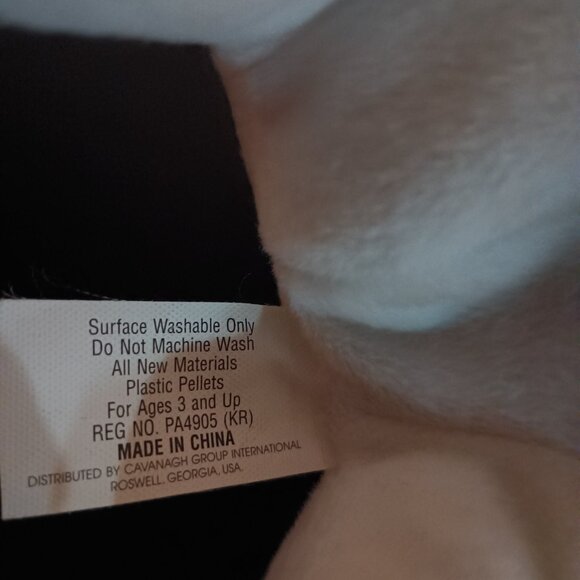 Surface Washable Only
Do Not Machine Wash
All New Materials
Plastic Pellets
For Ages 3 and Up
REG NO. PA4905 (KR)
MADE IN CHINA
DISTRIBUTED BY CAVANAGH GROUP INTERNATIONAL
ROSWELL, GEORGIA, USA.